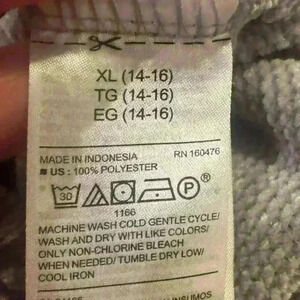 XL (14-16)
TG (14-16)
EG (14-16)
MADE IN INDONESIA RN 160476
■ US : 100% POLYESTER
30 P ®
1166
MACHINE WASH COLD GENTLE CYCLE/
WASH AND DRY WITH LIKE COLORS/
ONLY NON-CHLORINE BLEACH
WHEN NEEDED/ TUMBLE DRY LOW/
COOL IRON
INSUMOS